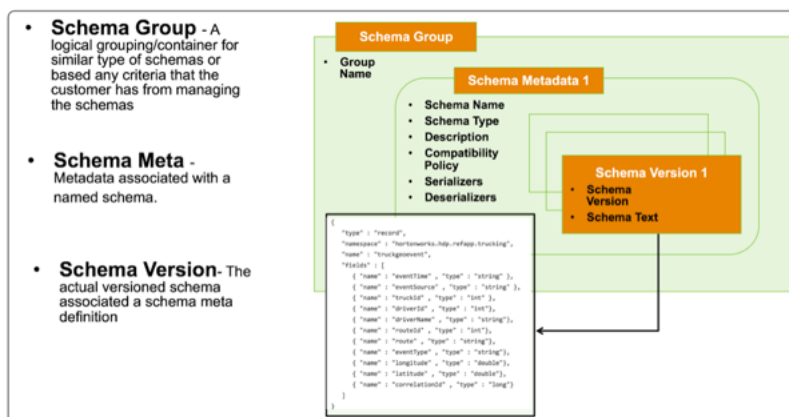 • Schema Group - A
logical grouping/container for
similar type of schemas or
based any criteria that the
customer has from managing
the schemas
• Schema Meta -
Metadata associated with a
named schema.
• Schema Version- The
actual versioned schema
associated a schema meta
definition
Schema Group
• Group
Name
Schema Metadata 1
• Schema Name
• Schema Type
• Description
• Compatibility
Policy
• Serializers
• Deserializers
Schema Version 1
• Schema
Version
• Schema Text
{
"type" : "record",
"namespace" : "hortonworks.hdp.refapp.trucking",
"name" : "truckgeoevent",
"fields" : [
{ "name" : "eventTime" , "type" : "string" },
{ "name" : "eventSource" , "type" : "string" },
{ "name" : "truckId" , "type" : "int" },
{ "name" : "driverId" , "type" : "int"},
{ "name" : "driverName" , "type" : "string"},
{ "name" : "routeId" , "type" : "int"},
{ "name" : "route" , "type" : "string"},
{ "name" : "eventType" , "type" : "string"},
{ "name" : "longitude" , "type" : "double"},
{ "name" : "latitude" , "type" : "double"},
{ "name" : "correlationId" , "type" : "long"}
]
}